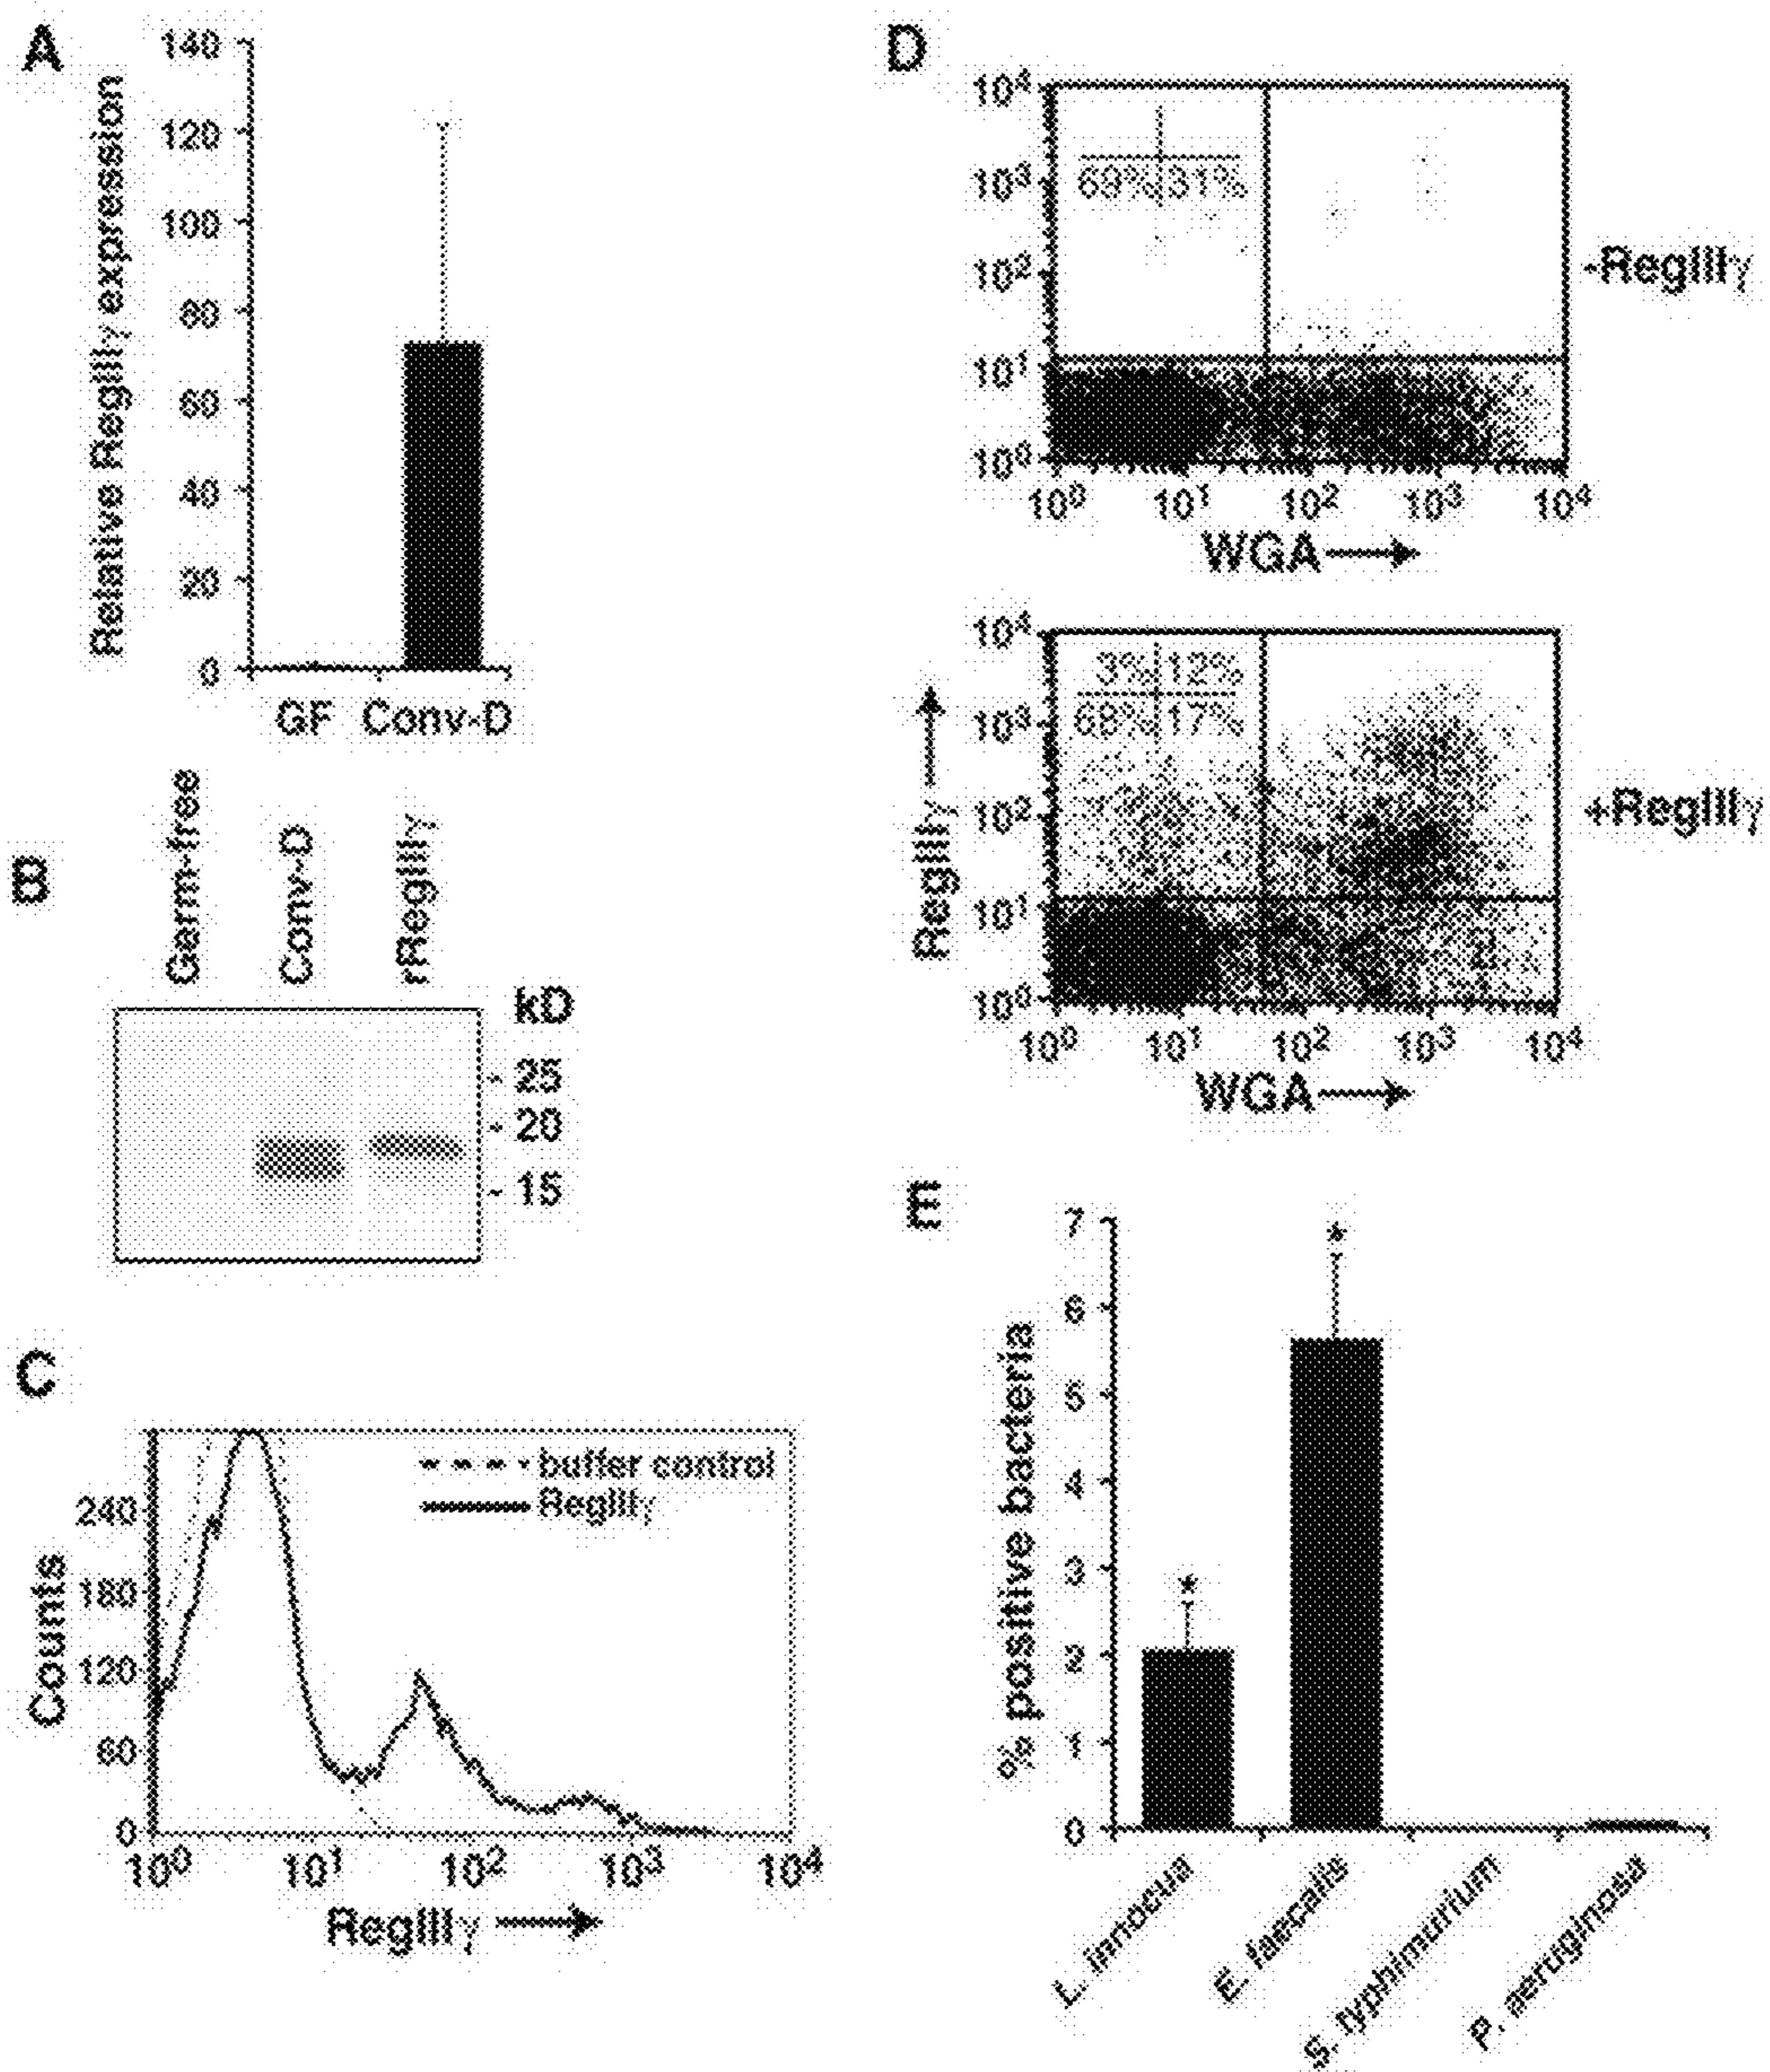 A
Relative RegIIIγ expression
140
120
100
80
60
40
20
0
GF Conv-D
B
Germ-free
Conv-D
rRegIIIγ
kD
- 25
- 20
- 15
C
Counts
240
180
120
60
0
buffer control
RegIIIγ
10⁰ 10¹ 10² 10³ 10⁴
RegIIIγ
D
10⁴
10³
10²
10¹
10⁰
69% 31%
10⁰ 10¹ 10² 10³ 10⁴
WGA
-RegIIIγ
RegIIIγ
10⁴
10³
10²
10¹
10⁰
3% 12%
68% 17%
10⁰ 10¹ 10² 10³ 10⁴
WGA
+RegIIIγ
E
% positive bacteria
7
6
5
4
3
2
1
0
*
*
L. innocua
E. faecalis
S. typhimurium
P. aeruginosa